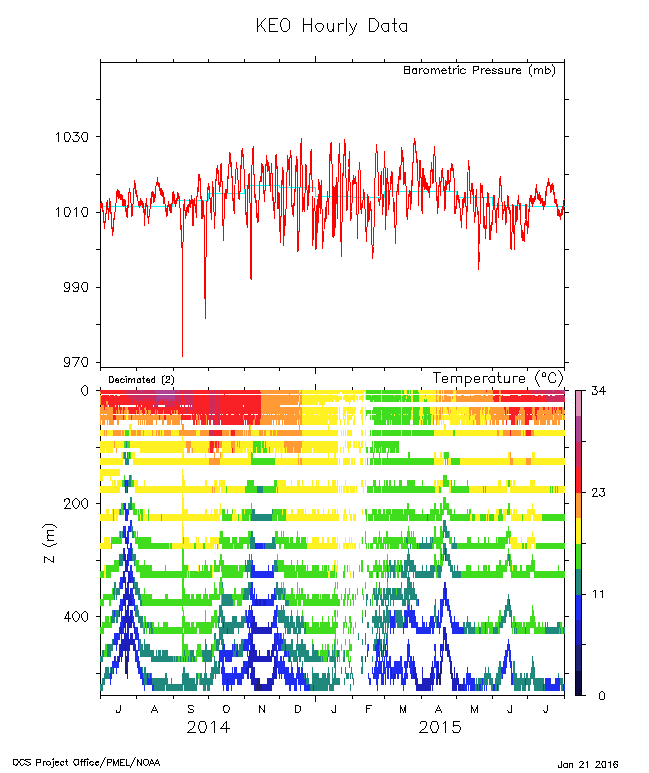 KEO Hourly Data
Barometric Pressure (mb)
1030
1010
990
970
Decimated (2)
Temperature (°C)
0
200
400
Z (m)
34
23
11
0
J A S O N D J F M A M J J
2014 2015
OCS Project Office/PMEL/NOAA
Jan 21 2016